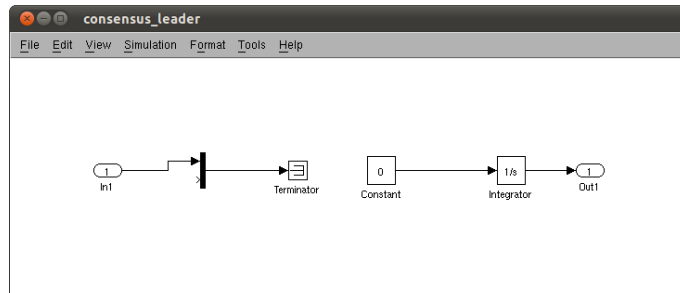 consensus_leader
File Edit View Simulation Format Tools Help
1 0 1/s 1
In1 Terminator Constant Integrator Out1